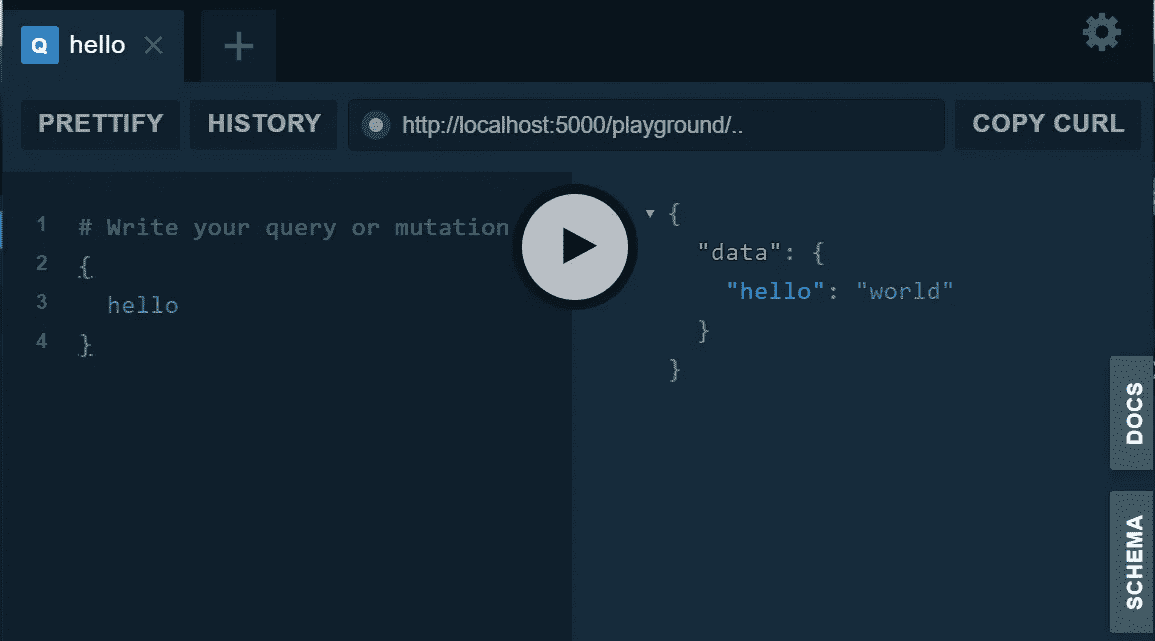 Q hello
PRETTIFY HISTORY http://localhost:5000/playground/.. COPY CURL
1 # Write your query or mutation
2 {
3 hello
4 }
{
"data": {
"hello": "world"
}
}
DOCS
SCHEMA